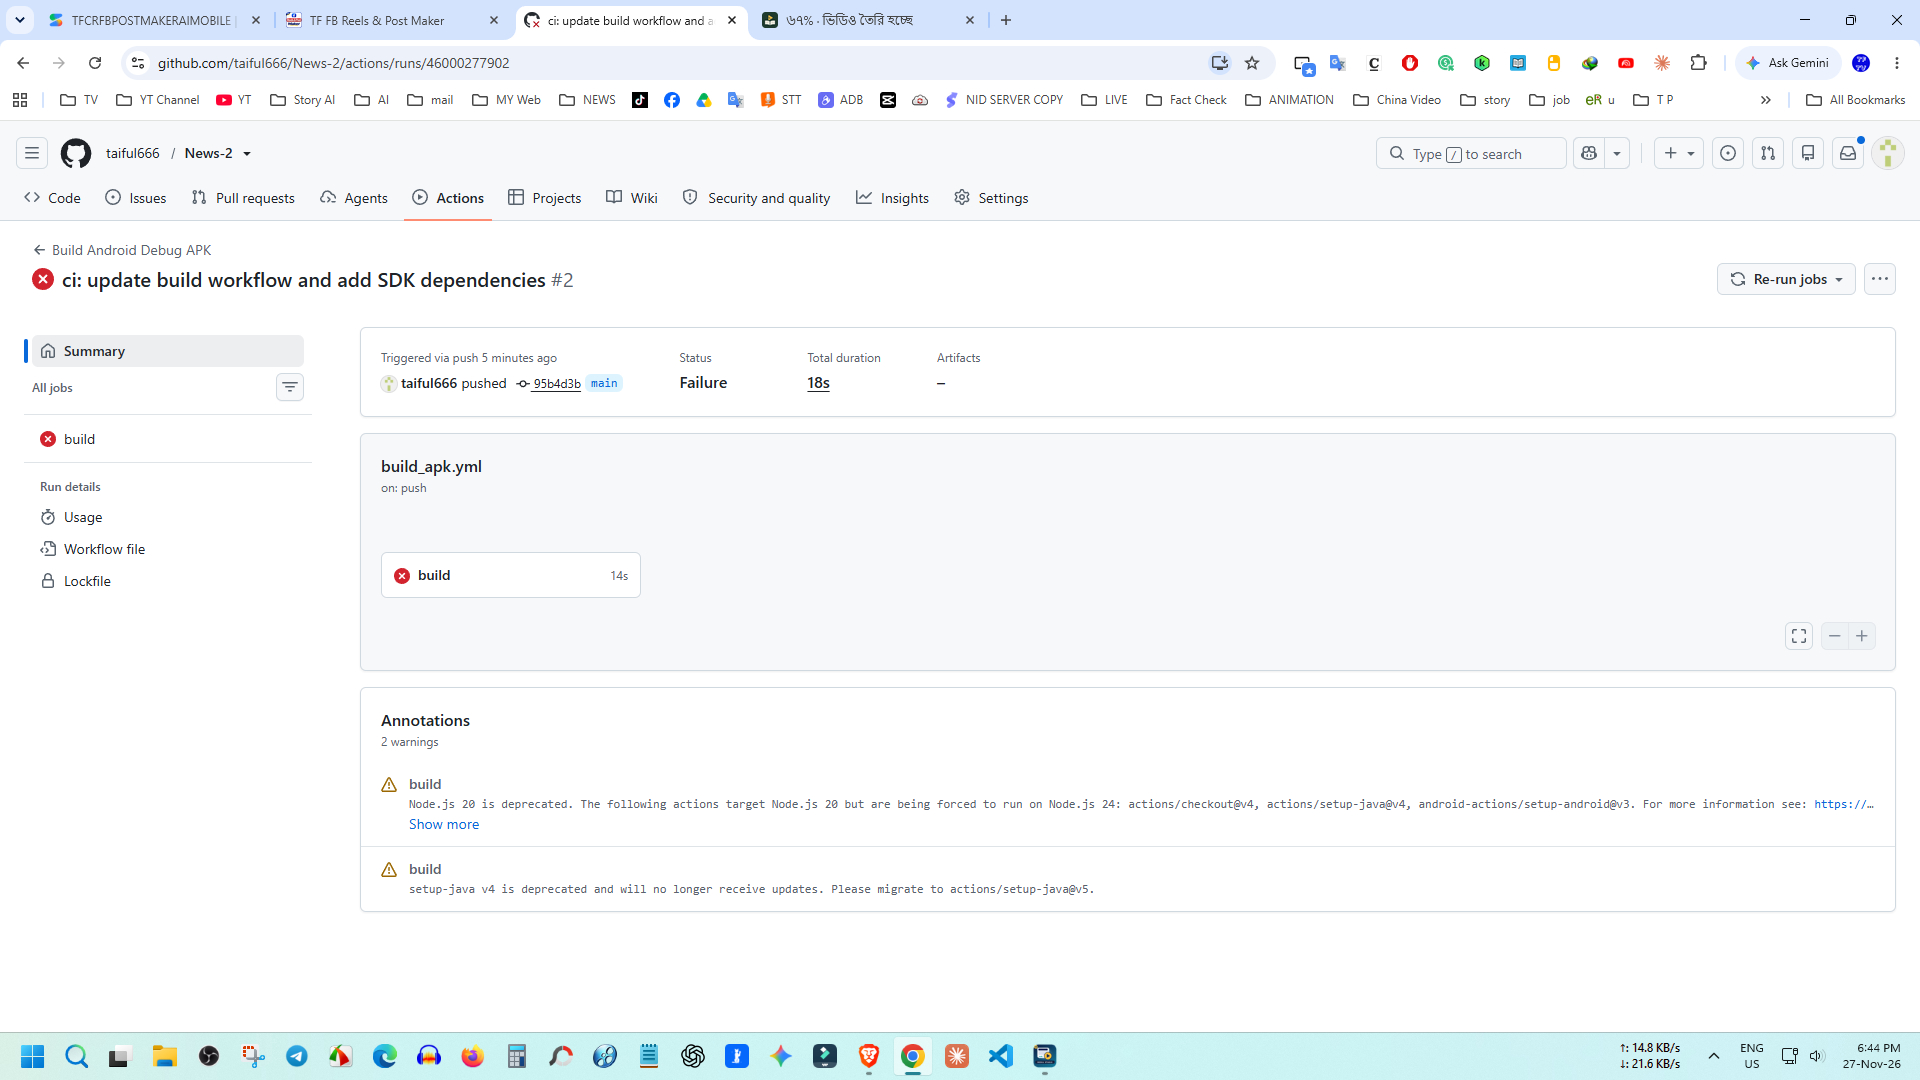 TFCRFBPOSTMAKERAIMOBILE
TF FB Reels & Post Maker
ci: update build workflow and a
৬৭% · ভিডিও তৈরি হচ্ছে
github.com/taiful666/News-2/actions/runs/46000277902
Ask Gemini
TV
YT Channel
YT
Story AI
AI
mail
MY Web
NEWS
STT
ADB
NID SERVER COPY
LIVE
Fact Check
ANIMATION
China Video
story
job
eR u
T P
All Bookmarks
taiful666 / News-2
Type / to search
Code
Issues
Pull requests
Agents
Actions
Projects
Wiki
Security and quality
Insights
Settings
Build Android Debug APK
ci: update build workflow and add SDK dependencies #2
Re-run jobs
Summary
All jobs
build
Run details
Usage
Workflow file
Lockfile
Triggered via push 5 minutes ago
taiful666 pushed 95b4d3b main
Status
Failure
Total duration
18s
Artifacts
–
build_apk.yml
on: push
build 14s
Annotations
2 warnings
build
Node.js 20 is deprecated. The following actions target Node.js 20 but are being forced to run on Node.js 24: actions/checkout@v4, actions/setup-java@v4, android-actions/setup-android@v3. For more information see: https://…
Show more
build
setup-java v4 is deprecated and will no longer receive updates. Please migrate to actions/setup-java@v5.
↑: 14.8 KB/s
↓: 21.6 KB/s
ENG
US
6:44 PM
27-Nov-26